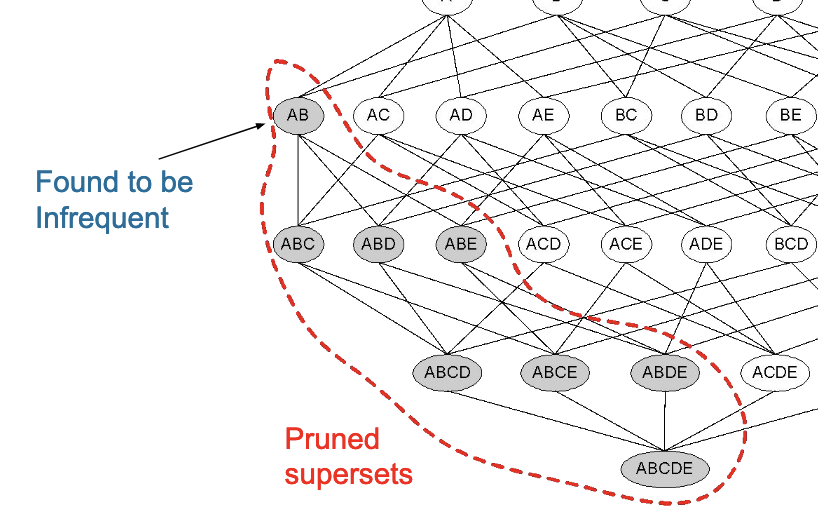 AB AC AD AE BC BD BE
Found to be
Infrequent
ABC ABD ABE ACD ACE ADE BCD
ABCD ABCE ABDE ACDE
Pruned
supersets
ABCDE